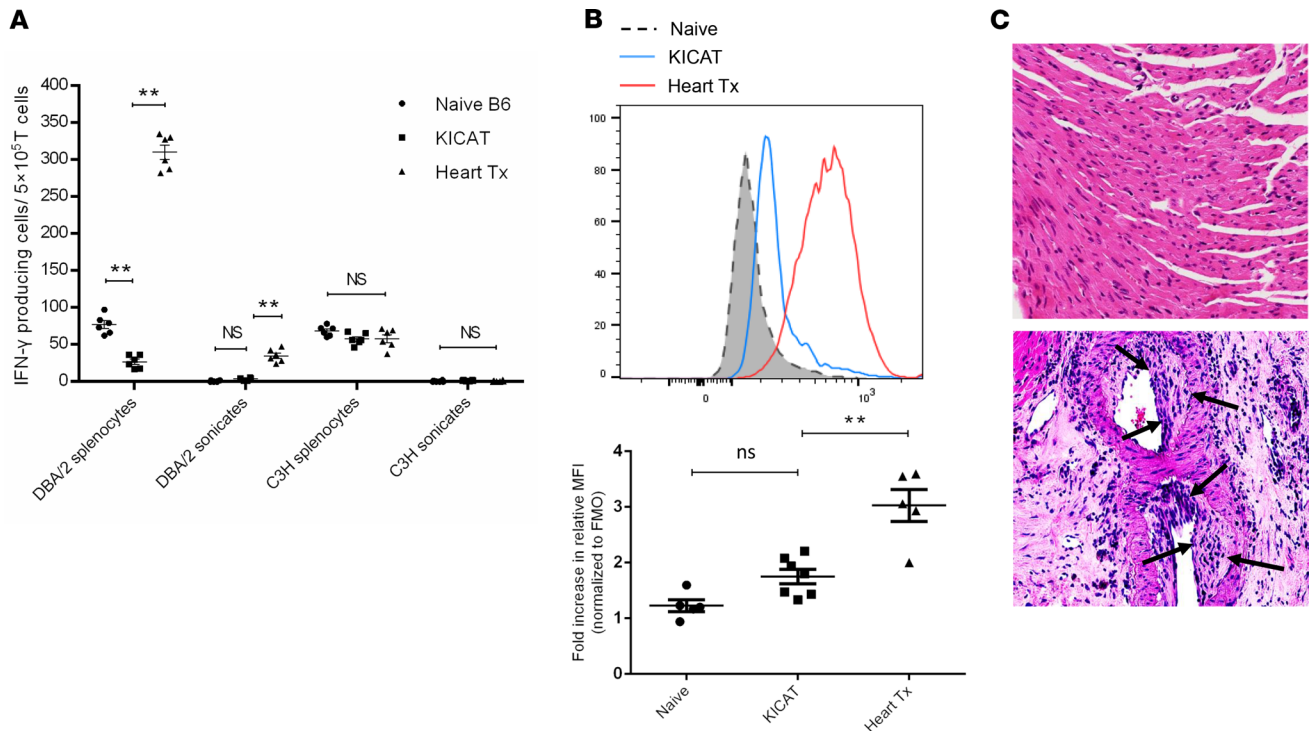 A
IFN-γ producing cells/ 5×10⁵T cells
400
350
300
250
200
150
100
50
0
**
**
NS
**
NS
NS
Naive B6
KICAT
Heart Tx
DBA/2 splenocytes
DBA/2 sonicates
C3H splenocytes
C3H sonicates
B
Naive
KICAT
Heart Tx
100
80
60
40
20
0
0
10³
Fold increase in relative MFI
(normalized to FMO)
4
3
2
1
0
ns
**
Naive
KICAT
Heart Tx
C